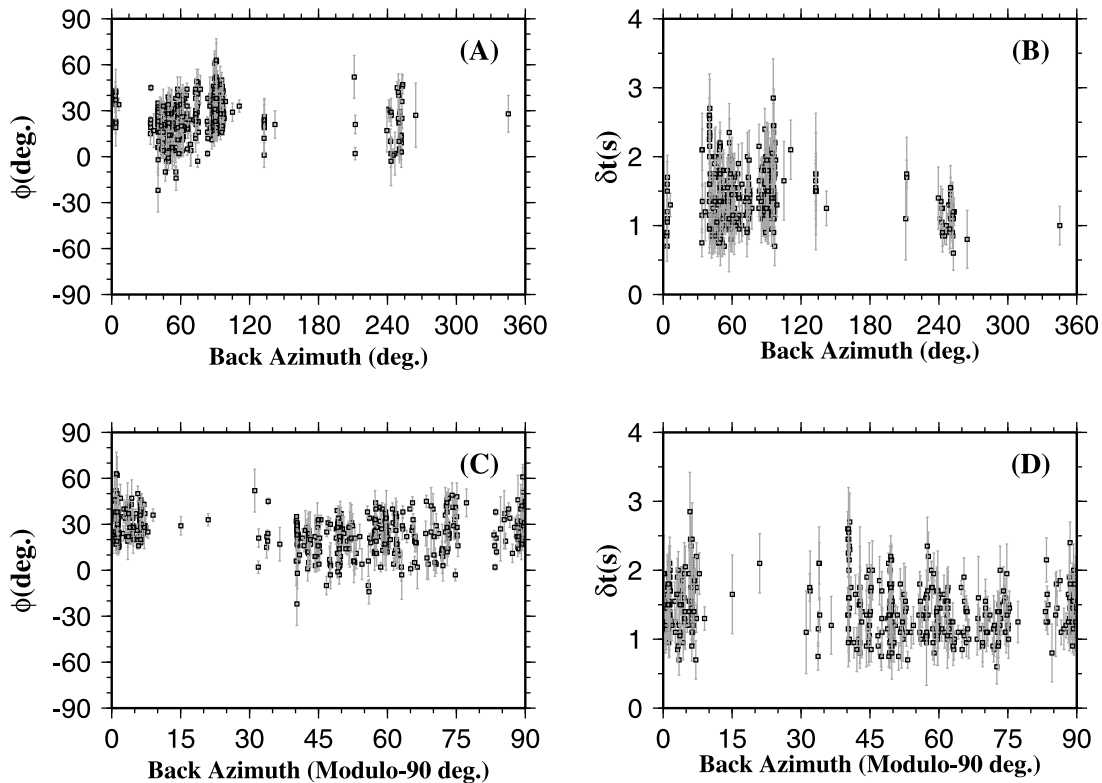 90
60
30
0
-30
-60
-90
ϕ(deg.)
(A)
0 60 120 180 240 300 360
Back Azimuth (deg.)
4
3
2
1
0
δt(s)
(B)
0 60 120 180 240 300 360
Back Azimuth (deg.)
90
60
30
0
-30
-60
-90
ϕ(deg.)
(C)
0 15 30 45 60 75 90
Back Azimuth (Modulo-90 deg.)
4
3
2
1
0
δt(s)
(D)
0 15 30 45 60 75 90
Back Azimuth (Modulo-90 deg.)